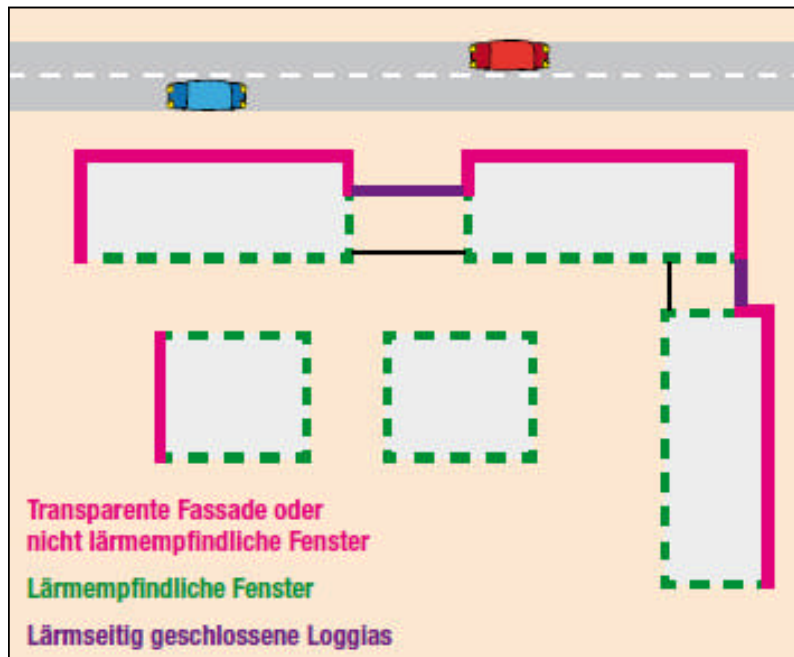 Transparente Fassade oder
nicht lärmempfindliche Fenster
Lärmempfindliche Fenster
Lärmseitig geschlossene Loggias